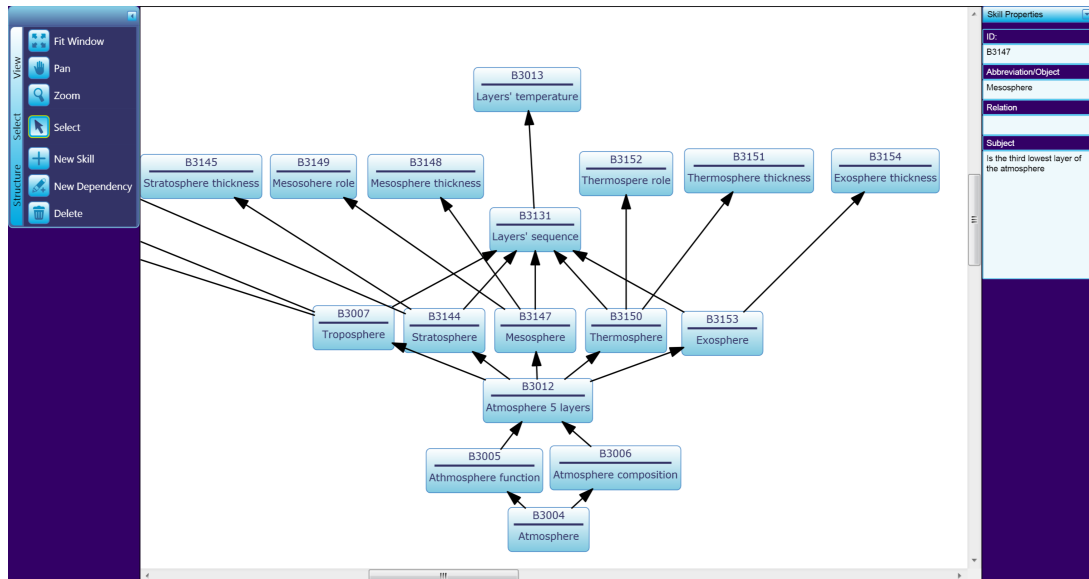 View
Select
Structure
Fit Window
Pan
Zoom
Select
New Skill
New Dependency
Delete
B3013
Layers' temperature
B3145
Stratosphere thickness
B3149
Mesosohere role
B3148
Mesosphere thickness
B3152
Thermospere role
B3151
Thermosphere thickness
B3154
Exosphere thickness
B3131
Layers' sequence
B3007
Troposphere
B3144
Stratosphere
B3147
Mesosphere
B3150
Thermosphere
B3153
Exosphere
B3012
Atmosphere 5 layers
B3005
Athmosphere function
B3006
Atmosphere composition
B3004
Atmosphere
Skill Properties
ID:
B3147
Abbreviation/Object
Mesosphere
Relation
Subject
Is the third lowest layer of
the atmosphere